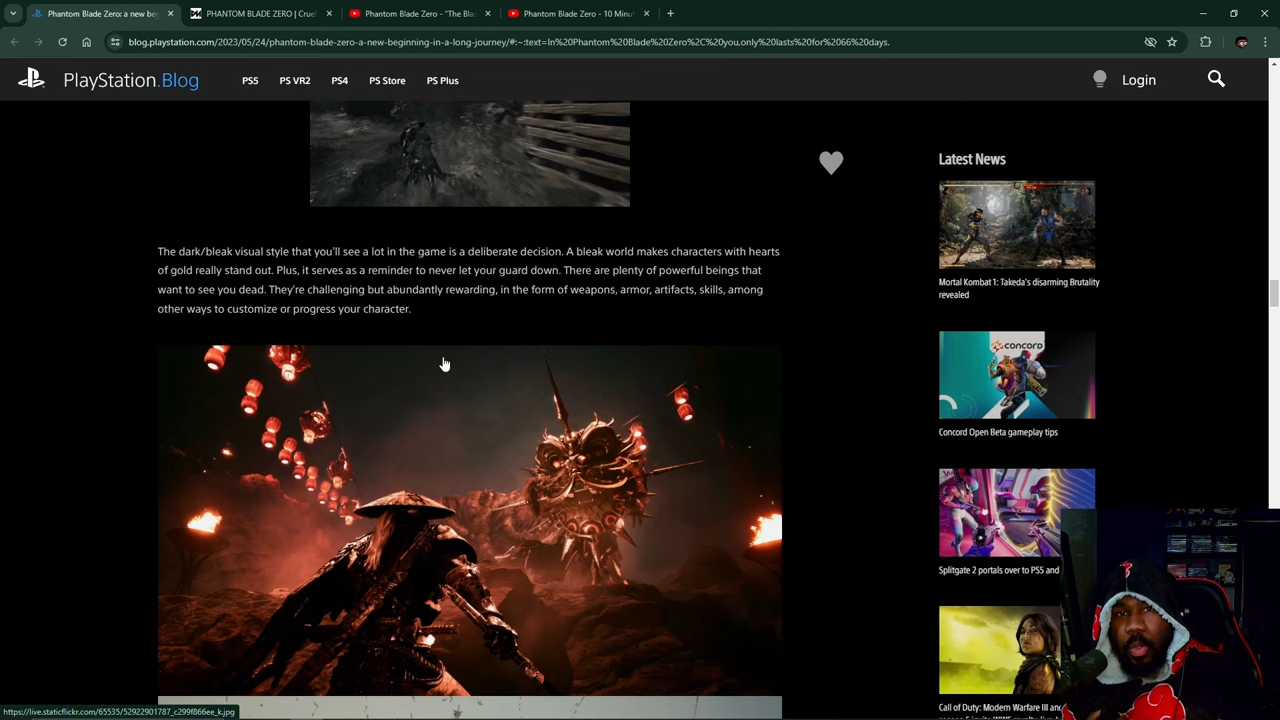 Phantom Blade Zero: a new beg
PHANTOM BLADE ZERO | Cruel
Phantom Blade Zero - "The Bla
Phantom Blade Zero - 10 Minut
blog.playstation.com/2023/05/24/phantom-blade-zero-a-new-beginning-in-a-long-journey/#:~:text=In%20Phantom%20Blade%20Zero%2C%20you,only%20lasts%20for%2066%20days.
PlayStation.Blog
PS5
PS VR2
PS4
PS Store
PS Plus
Login
The dark/bleak visual style that you'll see a lot in the game is a deliberate decision. A bleak world makes characters with hearts
of gold really stand out. Plus, it serves as a reminder to never let your guard down. There are plenty of powerful beings that
want to see you dead. They're challenging but abundantly rewarding, in the form of weapons, armor, artifacts, skills, among
other ways to customize or progress your character.
Latest News
Mortal Kombat 1: Takeda's disarming Brutality
revealed
CONCORD
Concord Open Beta gameplay tips
Splitgate 2 portals over to PS5 and
Call of Duty: Modern Warfare III and
https://live.staticflickr.com/65535/52922901787_c299f866ee_k.jpg